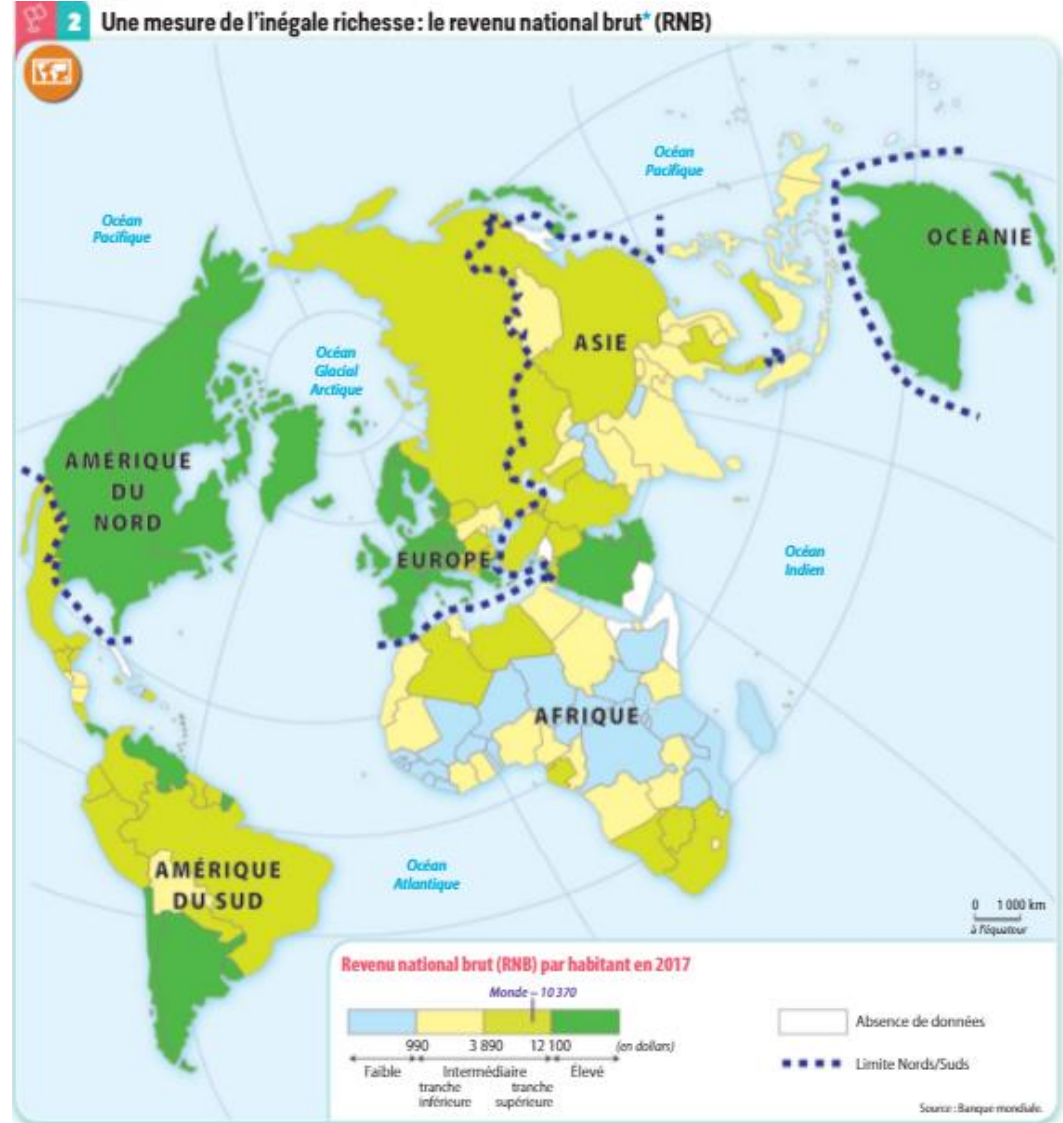 2 Une mesure de l'inégale richesse : le revenu national brut* (RNB)
Océan
Pacifique
Océan
Pacifique
OCÉANIE
ASIE
Océan
Glacial
Arctique
AMÉRIQUE
DU
NORD
EUROPE
Océan
Indien
AFRIQUE
AMÉRIQUE
DU SUD
Océan
Atlantique
0 1 000 km
à l'équateur
Revenu national brut (RNB) par habitant en 2017
Monde = 10 370
990 3 890 12 100 (en dollars)
Faible Intermédiaire Élevé
tranche inférieure
tranche supérieure
Absence de données
Limite Nords/Suds
Source : Banque mondiale.